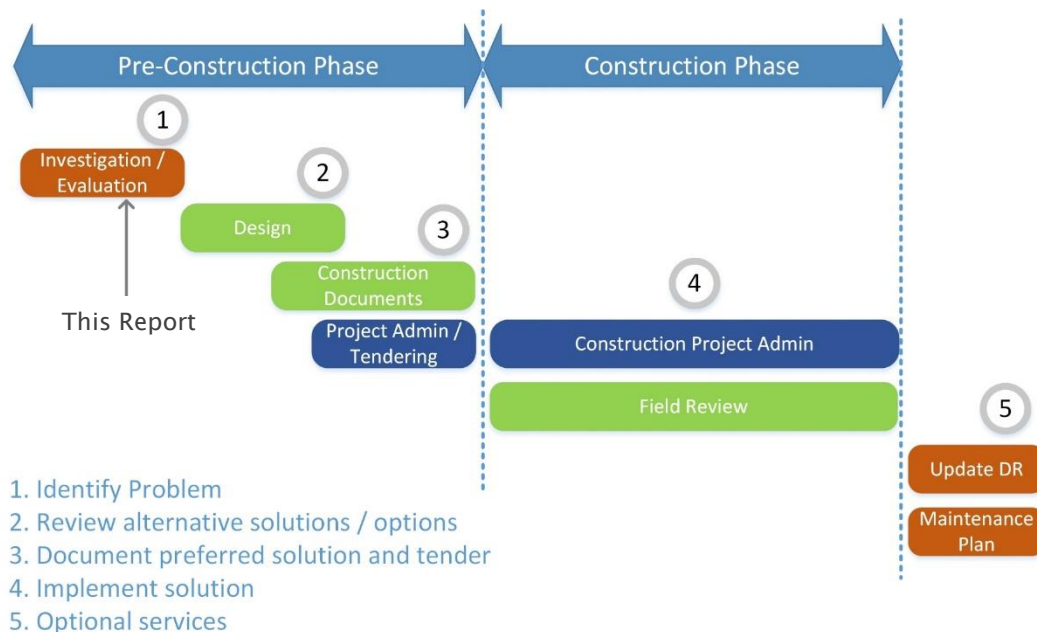 Pre-Construction Phase
Construction Phase
1
Investigation /
Evaluation
2
Design
3
Construction
Documents
This Report
Project Admin /
Tendering
4
Construction Project Admin
Field Review
5
Update DR
Maintenance
Plan
1. Identify Problem
2. Review alternative solutions / options
3. Document preferred solution and tender
4. Implement solution
5. Optional services